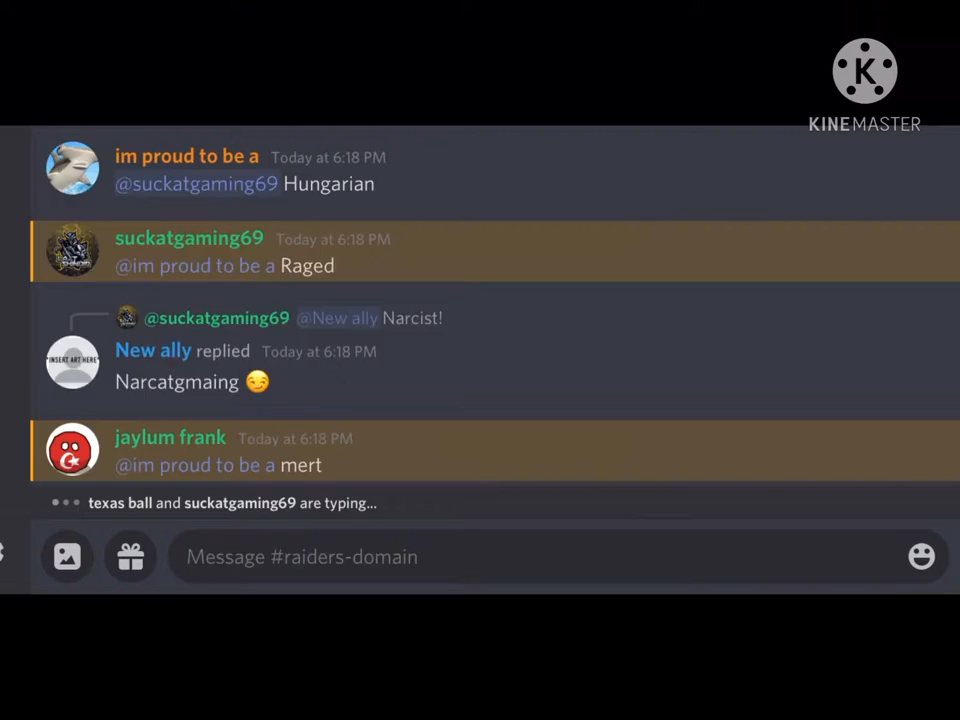 K
KINEMASTER
im proud to be a Today at 6:18 PM
@suckatgaming69 Hungarian
suckatgaming69 Today at 6:18 PM
@im proud to be a Raged
@suckatgaming69 @New ally Narcist!
New ally replied Today at 6:18 PM
*INSERT ART HERE*
Narcatgmaing 😏
jaylum frank Today at 6:18 PM
@im proud to be a mert
texas ball and suckatgaming69 are typing...
Message #raiders-domain